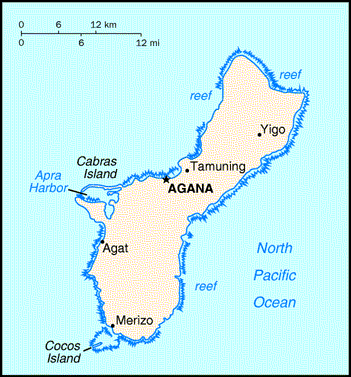 0 6 12 km
0 6 12 mi
reef
reef
Yigo
Cabras
Island
Tamuning
Apra
Harbor
AGANA
North
Pacific
Ocean
Agat
reef
Merizo
Cocos
Island